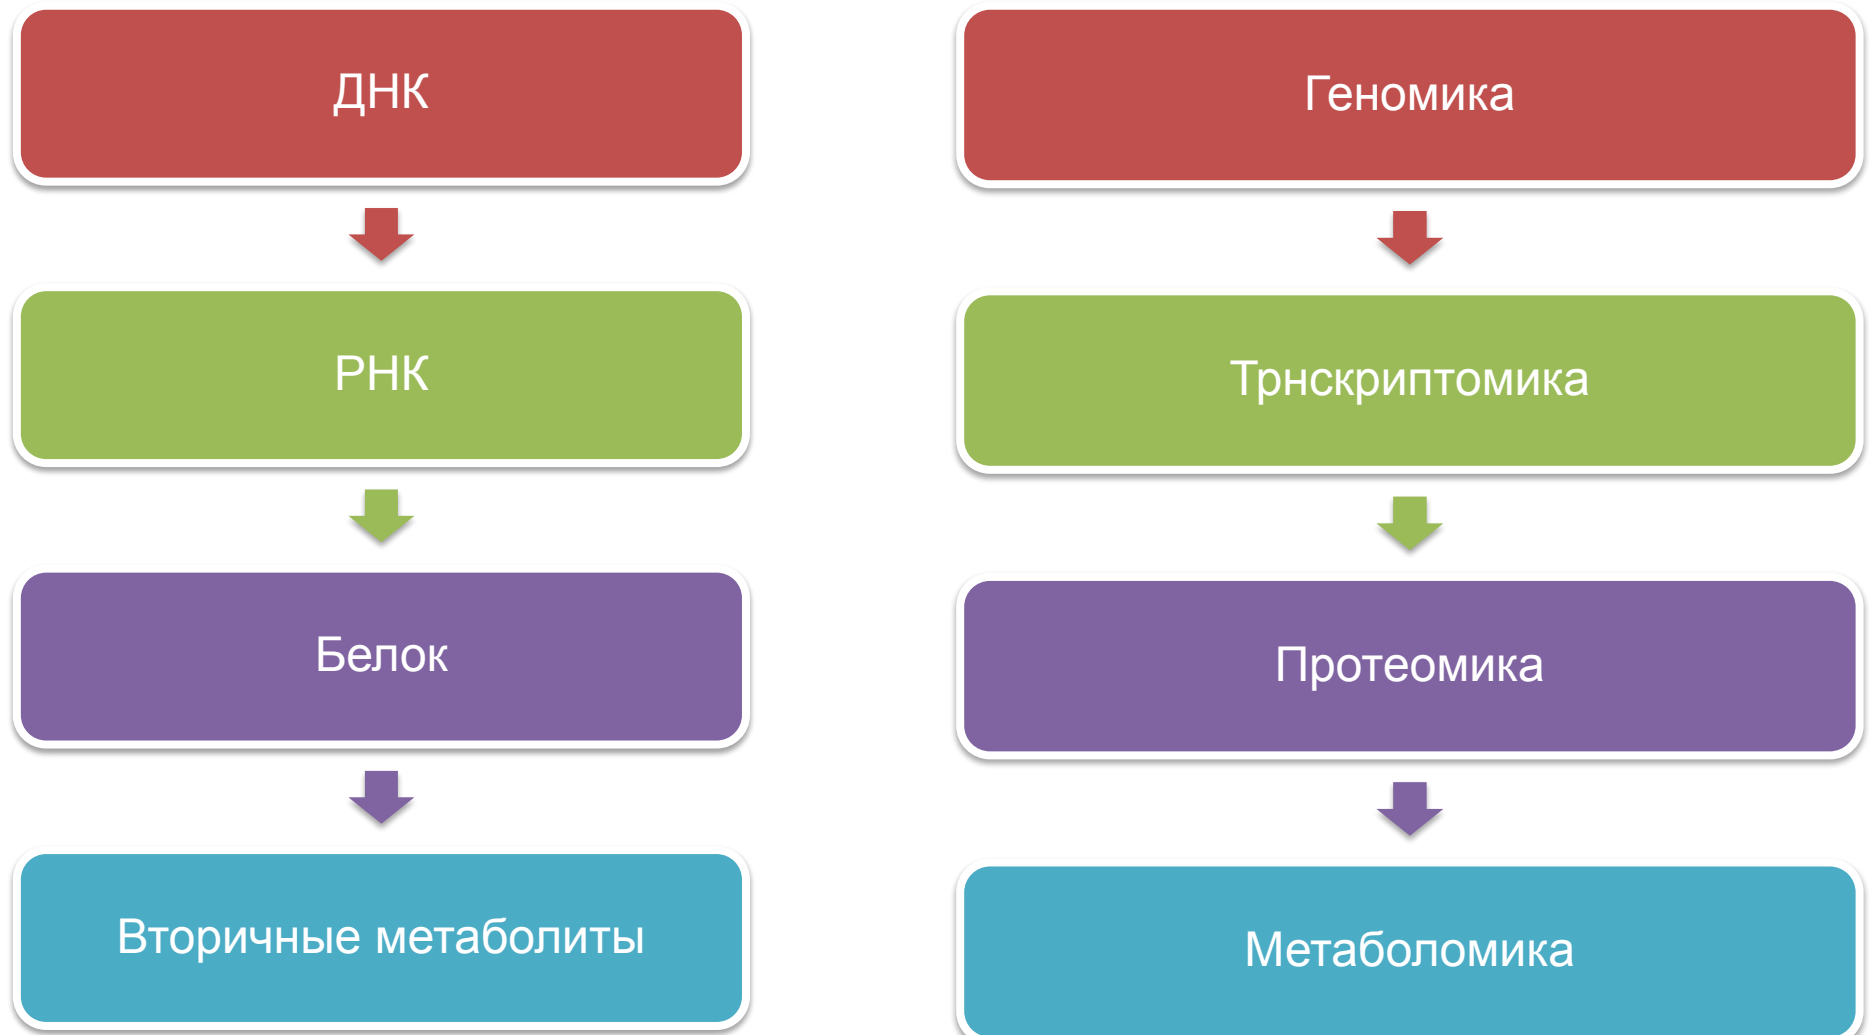 ДНК
РНК
Белок
Вторичные метаболиты
Геномика
Трнскриптомика
Протеомика
Метаболомика